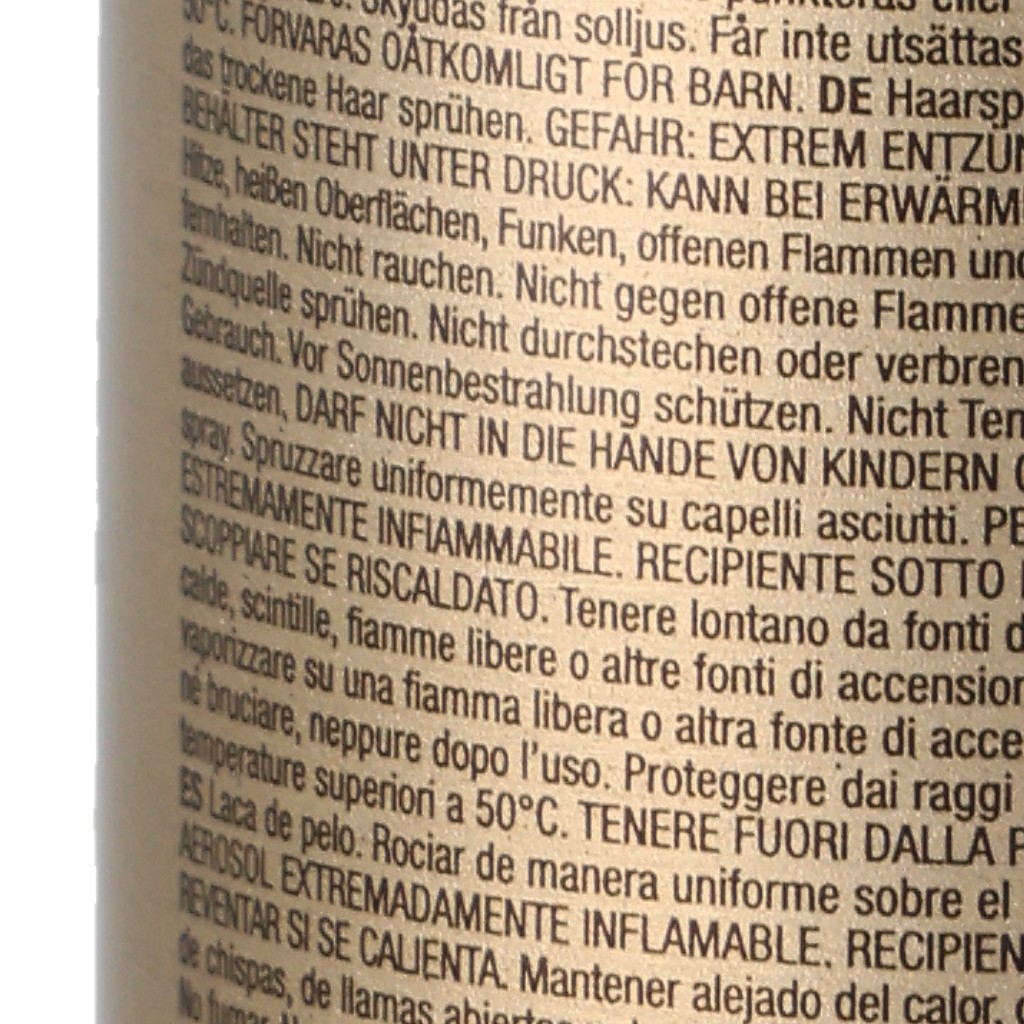 Skyddas från solljus. Får inte utsättas
50°C. FÖRVARAS OÅTKOMLIGT FÖR BARN. DE Haarsp
das trockene Haar sprühen. GEFAHR: EXTREM ENTZÜN
BEHÄLTER STEHT UNTER DRUCK: KANN BEI ERWÄRM
Hitze, heißen Oberflächen, Funken, offenen Flammen und
fernhalten. Nicht rauchen. Nicht gegen offene Flamme
Zündquelle sprühen. Nicht durchstechen oder verbren
Gebrauch. Vor Sonnenbestrahlung schützen. Nicht Tem
aussetzen. DARF NICHT IN DIE HÄNDE VON KINDERN
spray. Spruzzare uniformemente su capelli asciutti. PE
ESTREMAMENTE INFIAMMABILE. RECIPIENTE SOTTO
SCOPPIARE SE RISCALDATO. Tenere lontano da fonti d
calde, scintille, fiamme libere o altre fonti di accension
vaporizzare su una fiamma libera o altra fonte di acce
né bruciare, neppure dopo l'uso. Proteggere dai raggi
temperature superiori a 50°C. TENERE FUORI DALLA P
ES Laca de pelo. Rociar de manera uniforme sobre el
AEROSOL EXTREMADAMENTE INFLAMABLE. RECIPIEN
REVENTAR SI SE CALIENTA. Mantener alejado del calor,
de chispas, de llamas
No fumar.